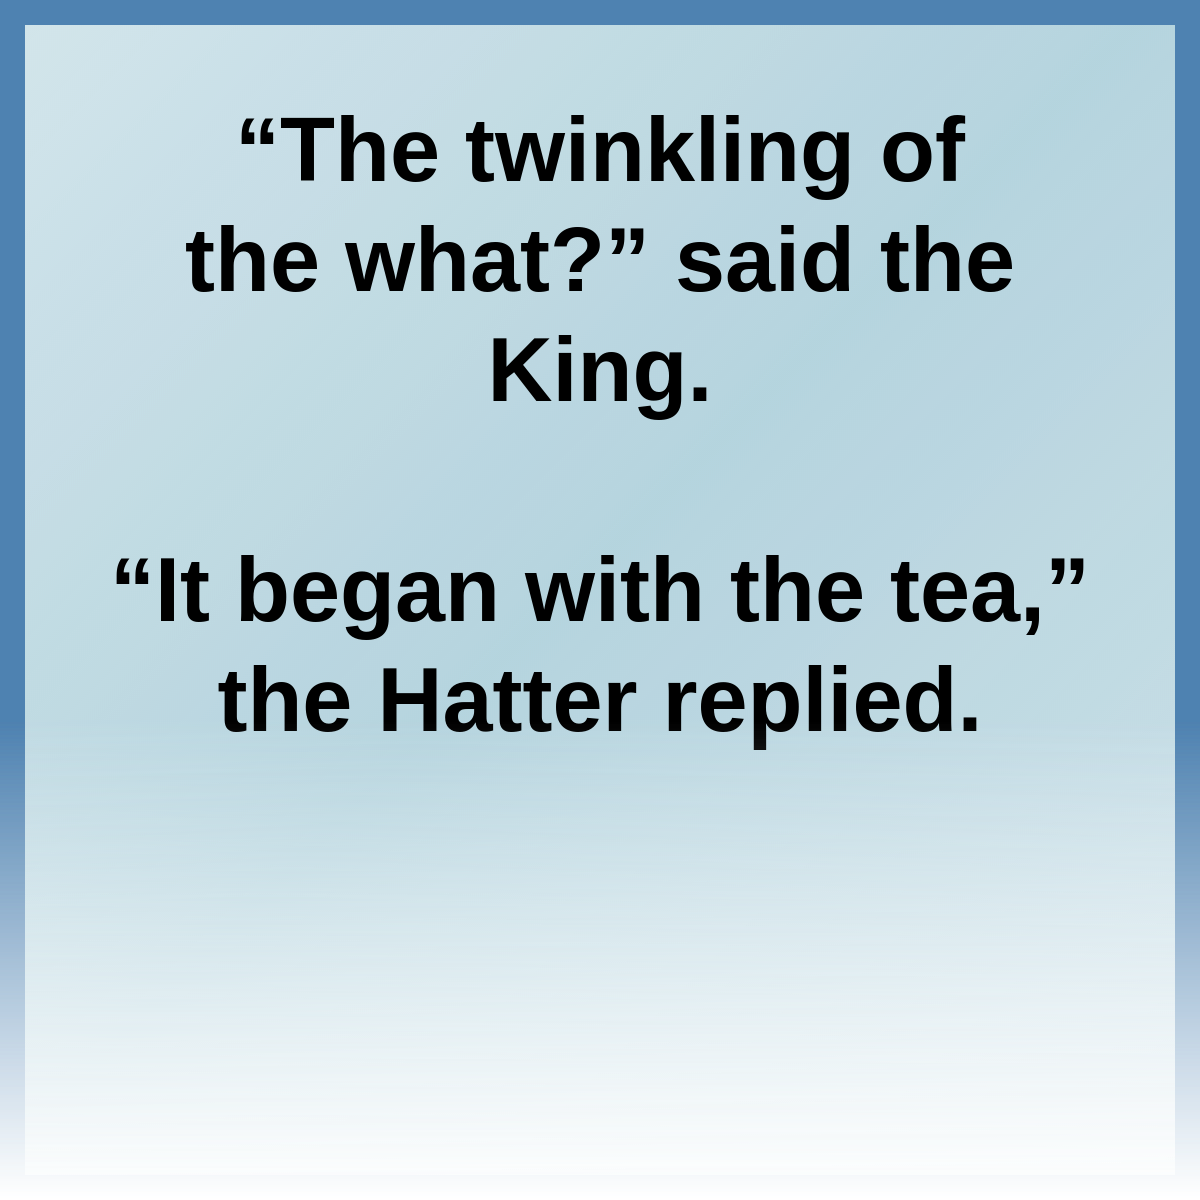 “The twinkling of
the what?” said the
King.
“It began with the tea,”
the Hatter replied.